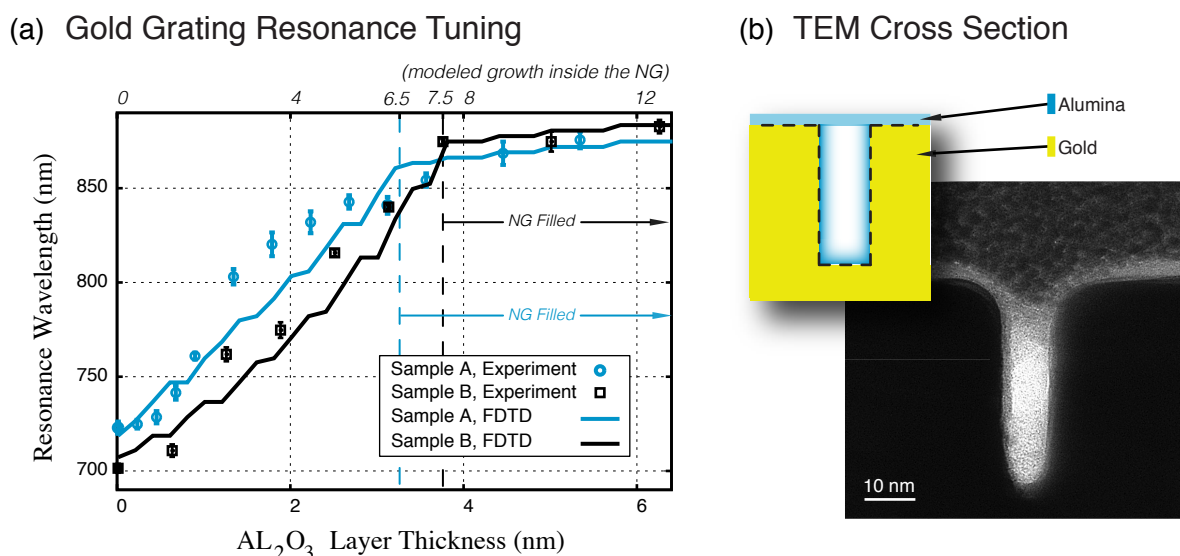 (a) Gold Grating Resonance Tuning
(modeled growth inside the NG)
0 4 6.5 7.5 8 12
850
800
750
700
Resonance Wavelength (nm)
NG Filled
NG Filled
Sample A, Experiment
Sample B, Experiment
Sample A, FDTD
Sample B, FDTD
0 2 4 6
AL2O3 Layer Thickness (nm)
(b) TEM Cross Section
Alumina
Gold
10 nm